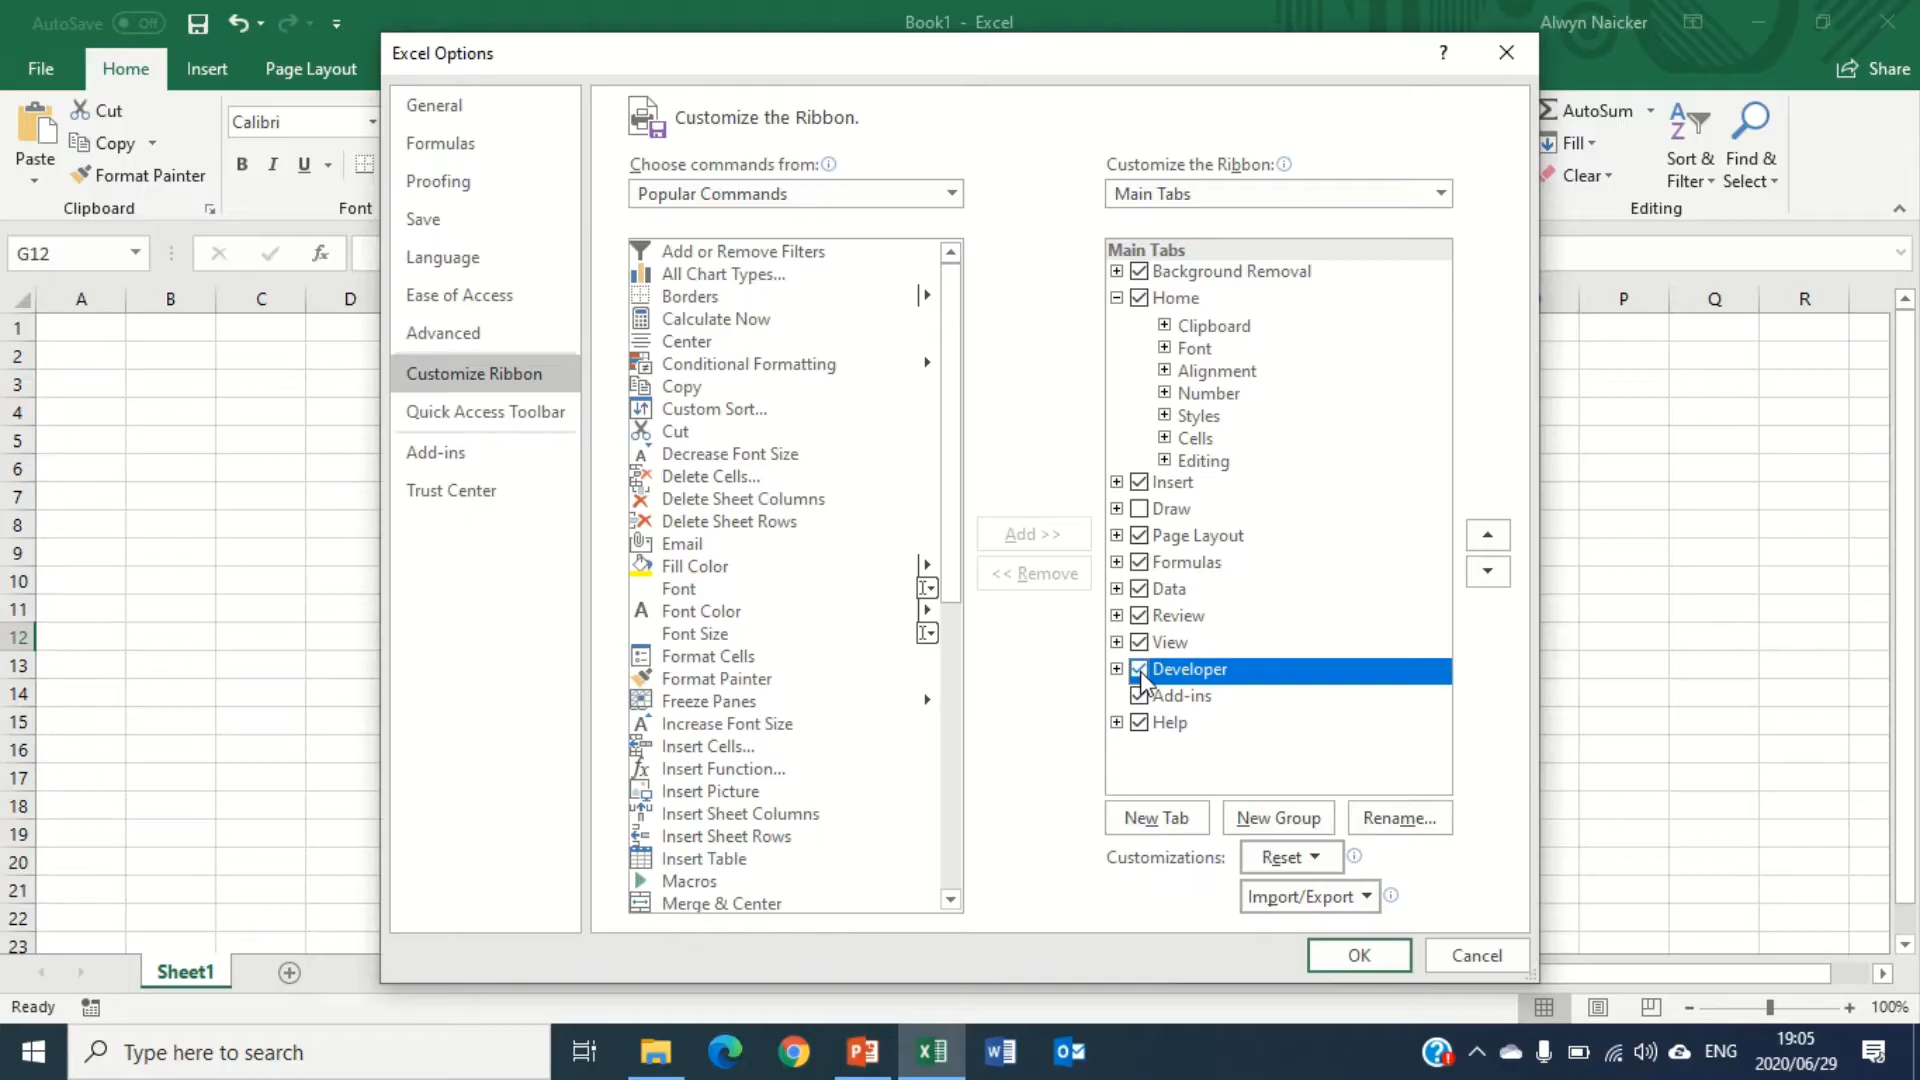 AutoSave Off
Book1 - Excel
Alwyn Naicker
File Home Insert Page Layout
Share
Cut
Copy
Format Painter
Paste
Clipboard
Calibri
B I U
Font
AutoSum
Fill
Clear
Sort & Filter
Find & Select
Editing
G12
fx
A B C D
P Q R
1
2
3
4
5
6
7
8
9
10
11
12
13
14
15
16
17
18
19
20
21
22
23
Excel Options
?
General
Formulas
Proofing
Save
Language
Ease of Access
Advanced
Customize Ribbon
Quick Access Toolbar
Add-ins
Trust Center
Customize the Ribbon.
Choose commands from:
Popular Commands
Add or Remove Filters
All Chart Types...
Borders
Calculate Now
Center
Conditional Formatting
Copy
Custom Sort...
Cut
Decrease Font Size
Delete Cells...
Delete Sheet Columns
Delete Sheet Rows
Email
Fill Color
Font
Font Color
Font Size
Format Cells
Format Painter
Freeze Panes
Increase Font Size
Insert Cells...
Insert Function...
Insert Picture
Insert Sheet Columns
Insert Sheet Rows
Insert Table
Macros
Merge & Center
Add >>
<< Remove
Customize the Ribbon:
Main Tabs
Main Tabs
Background Removal
Home
Clipboard
Font
Alignment
Number
Styles
Cells
Editing
Insert
Draw
Page Layout
Formulas
Data
Review
View
Developer
Add-ins
Help
New Tab New Group Rename...
Customizations: Reset
Import/Export
OK Cancel
Sheet1
Ready
100%
Type here to search
ENG
19:05
2020/06/29